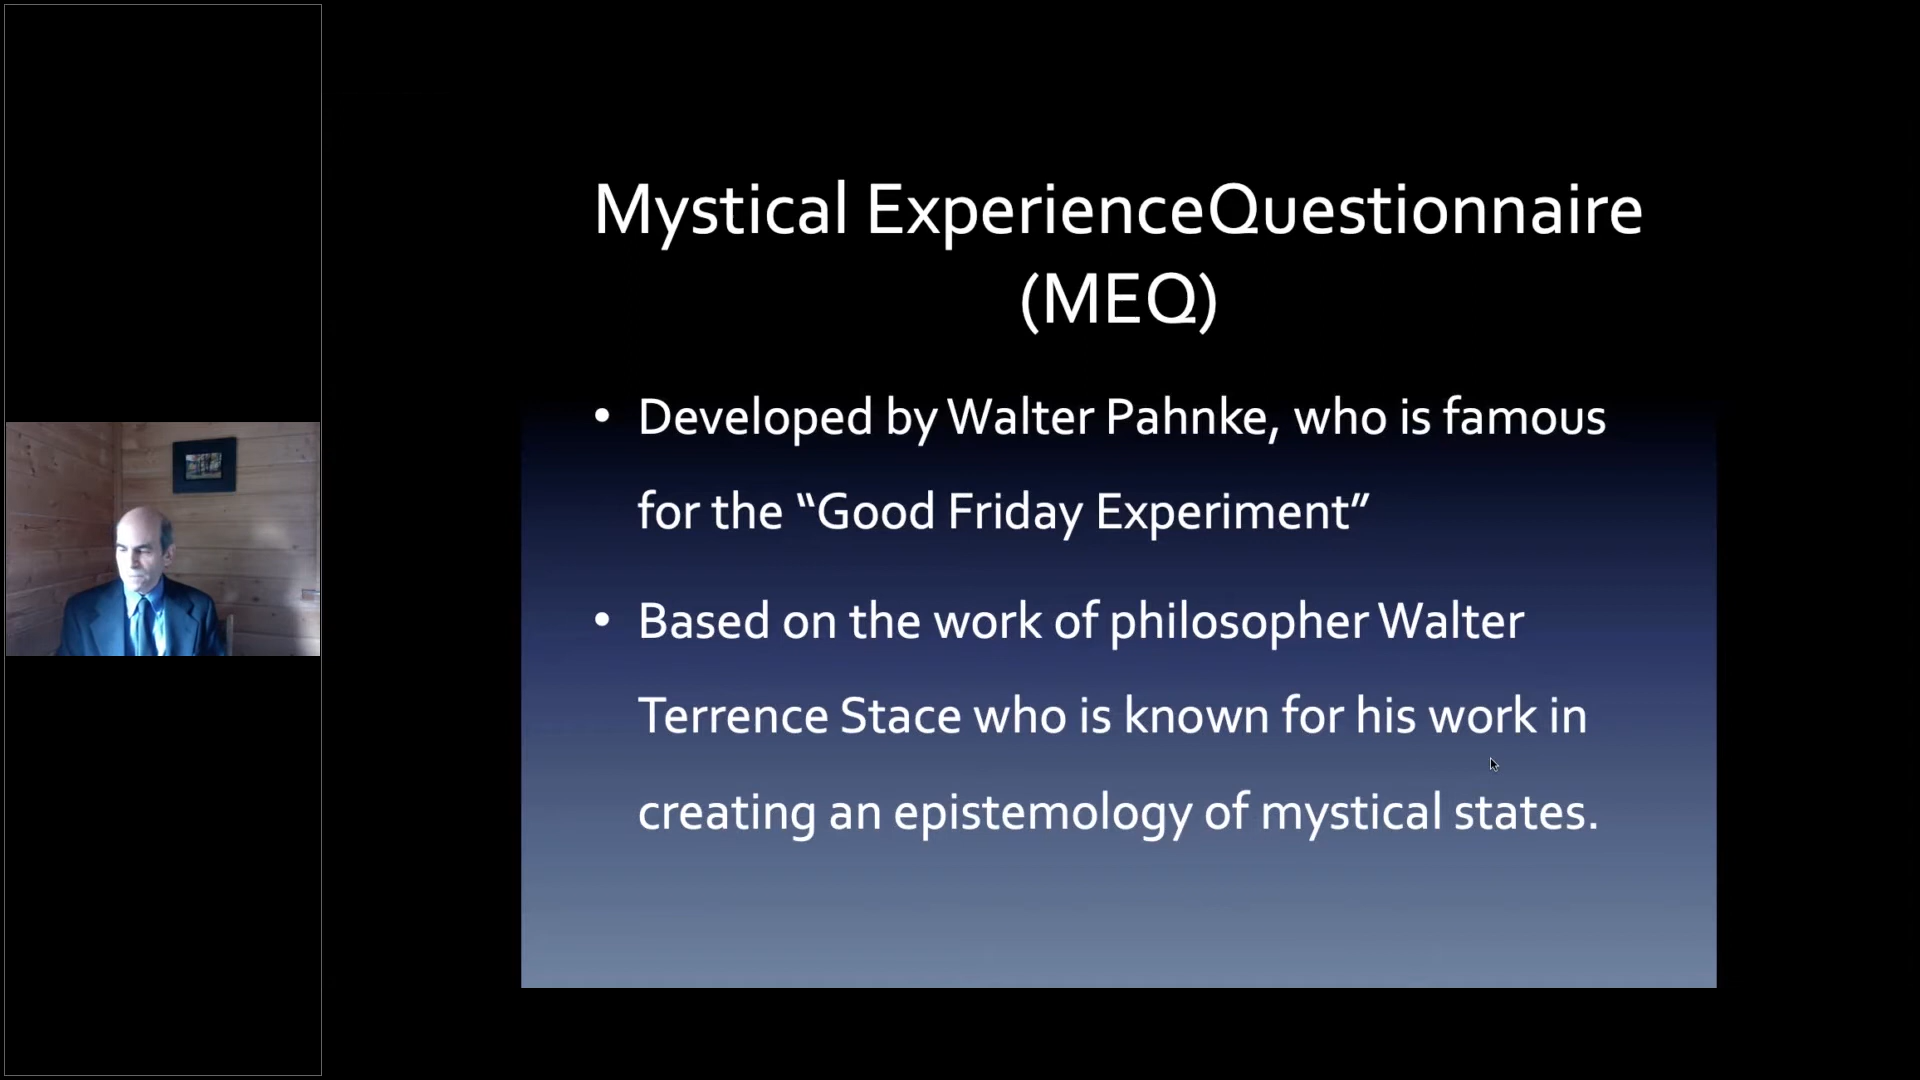 Mystical ExperienceQuestionnaire
(MEQ)
• Developed by Walter Pahnke, who is famous
for the “Good Friday Experiment”
• Based on the work of philosopher Walter
Terrence Stace who is known for his work in
creating an epistemology of mystical states.